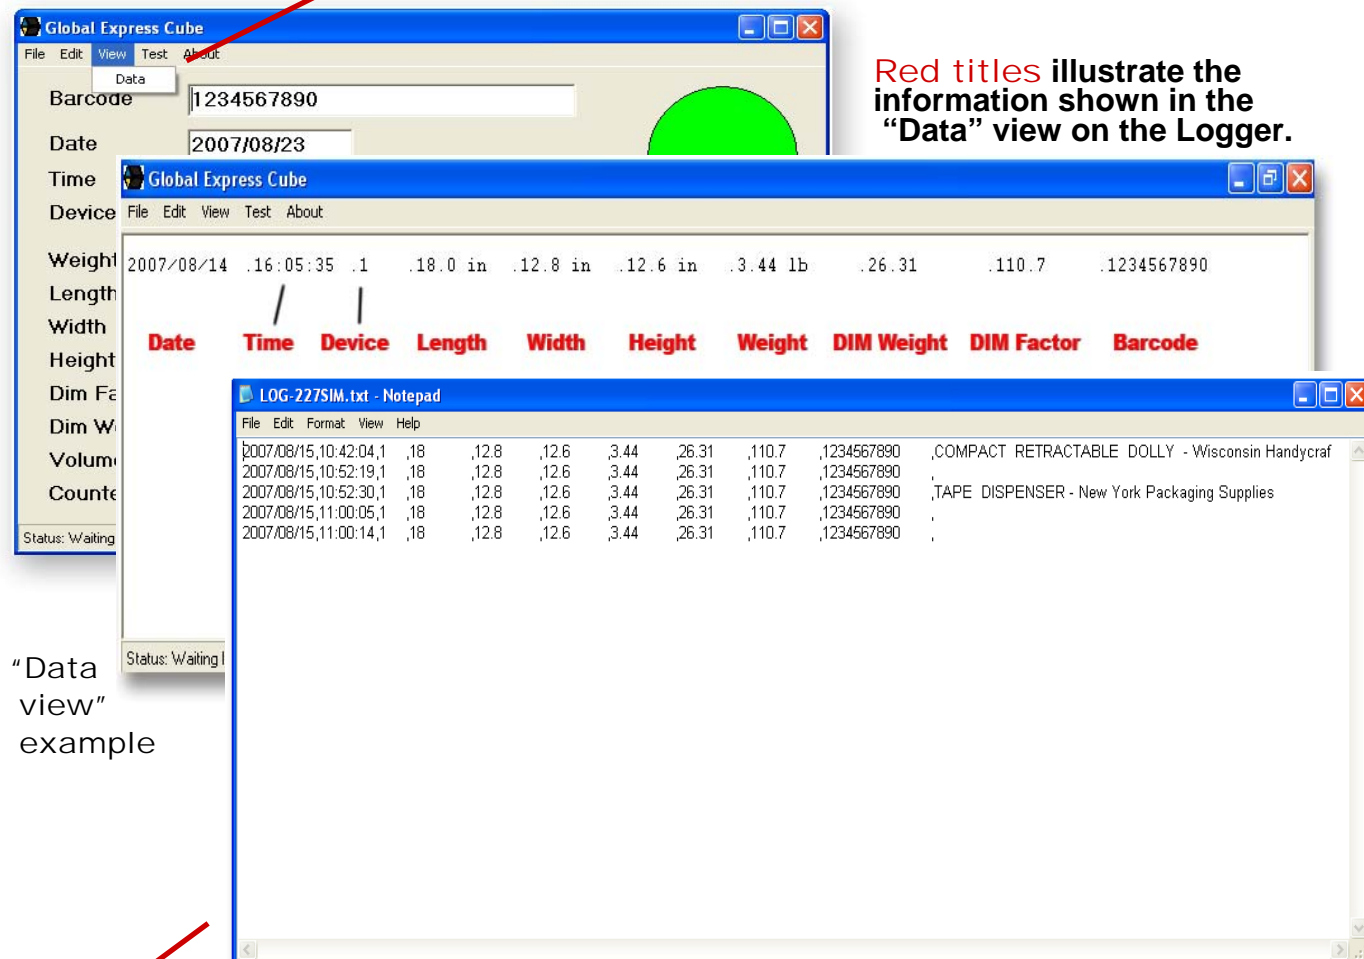 Global Express Cube
File Edit View Test About
Data
Barcode 1234567890
Date 2007/08/23
Time
Device
Weight
Length
Width
Height
Dim
Dim
Status: Waiting
Red titles illustrate the
information shown in the
“Data” view on the Logger.
Global Express Cube
File Edit View Test About
2007/08/14 .16:05:35 .1 .18.0 in .12.8 in .12.6 in .3.44 lb .26.31 .110.7 .1234567890
Date Time Device Length Width Height Weight DIM Weight DIM Factor Barcode
Status: Waiting
LOG-227SIM.txt - Notepad
File Edit Format View Help
2007/08/15,10:42:04,1 ,18 ,12.8 ,12.6 ,3.44 ,26.31 ,110.7 ,1234567890 ,COMPACT RETRACTABLE DOLLY - Wisconsin Handycraf
2007/08/15,10:52:19,1 ,18 ,12.8 ,12.6 ,3.44 ,26.31 ,110.7 ,1234567890 ,
2007/08/15,10:52:30,1 ,18 ,12.8 ,12.6 ,3.44 ,26.31 ,110.7 ,1234567890 ,TAPE DISPENSER - New York Packaging Supplies
2007/08/15,11:00:05,1 ,18 ,12.8 ,12.6 ,3.44 ,26.31 ,110.7 ,1234567890 ,
2007/08/15,11:00:14,1 ,18 ,12.8 ,12.6 ,3.44 ,26.31 ,110.7 ,1234567890 ,
“Data
view”
example